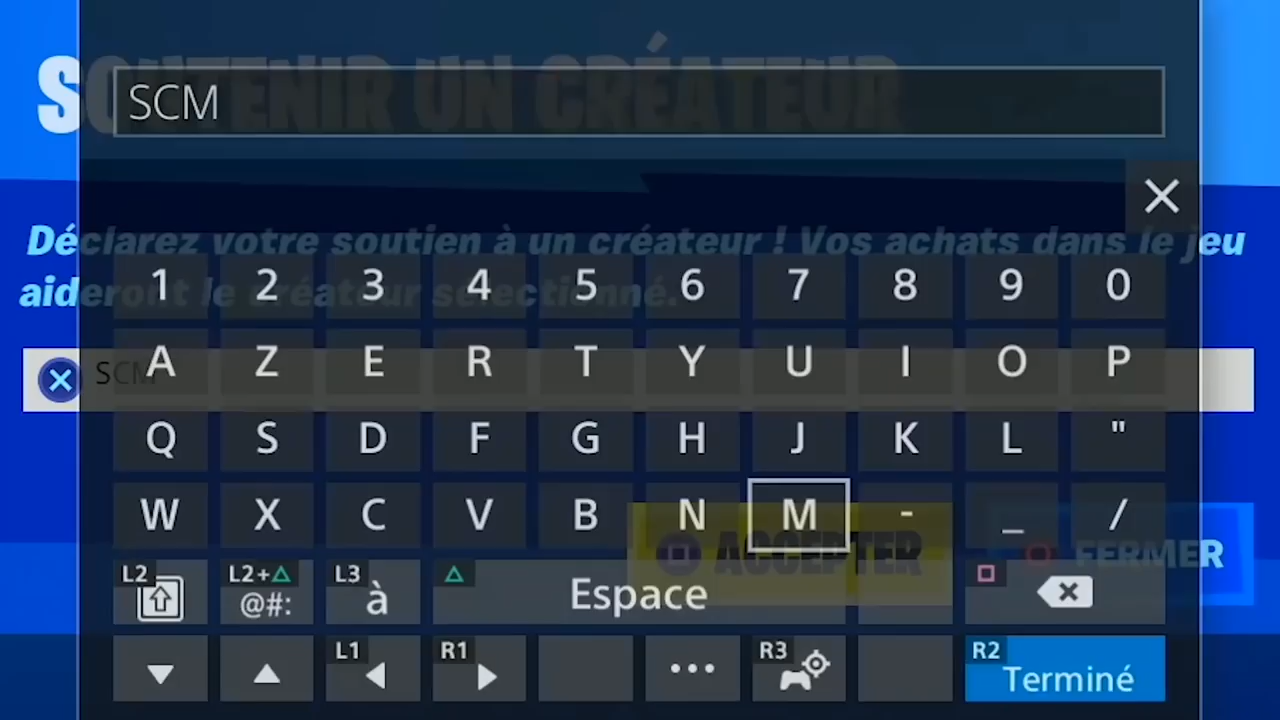 SOUTENIR UN CRÉATEUR
SCM
Déclarez votre soutien à un créateur ! Vos achats dans le jeu
aideront le créateur sélectionné.
1 2 3 4 5 6 7 8 9 0
SCM
A Z E R T Y U I O P
Q S D F G H J K L "
W X C V B N M - _ /
ACCEPTER FERMER
L2 L2+△ @#: L3 à Espace
L1 R1 ... R3 R2 Terminé